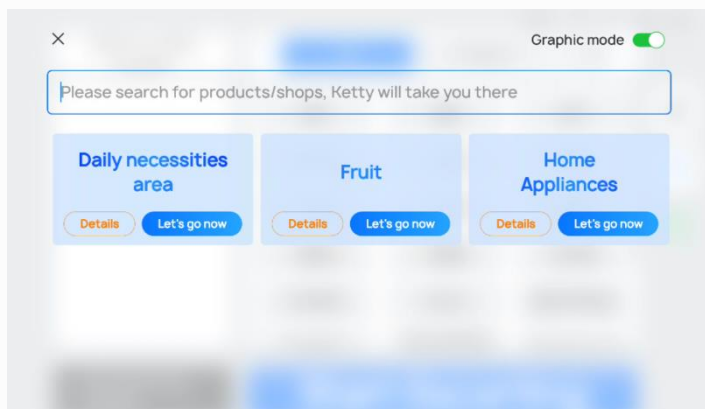 Graphic mode
Please search for products/shops, Ketty will take you there
Daily necessities
area
Details
Let's go now
Fruit
Details
Let's go now
Home
Appliances
Details
Let's go now